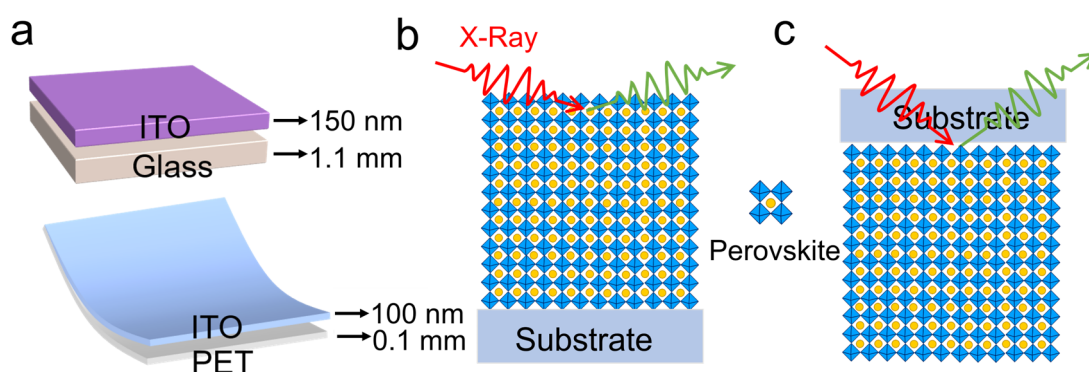 a
ITO
150 nm
Glass
1.1 mm
ITO
100 nm
PET
0.1 mm
b
X-Ray
Substrate
Perovskite
c
Substrate